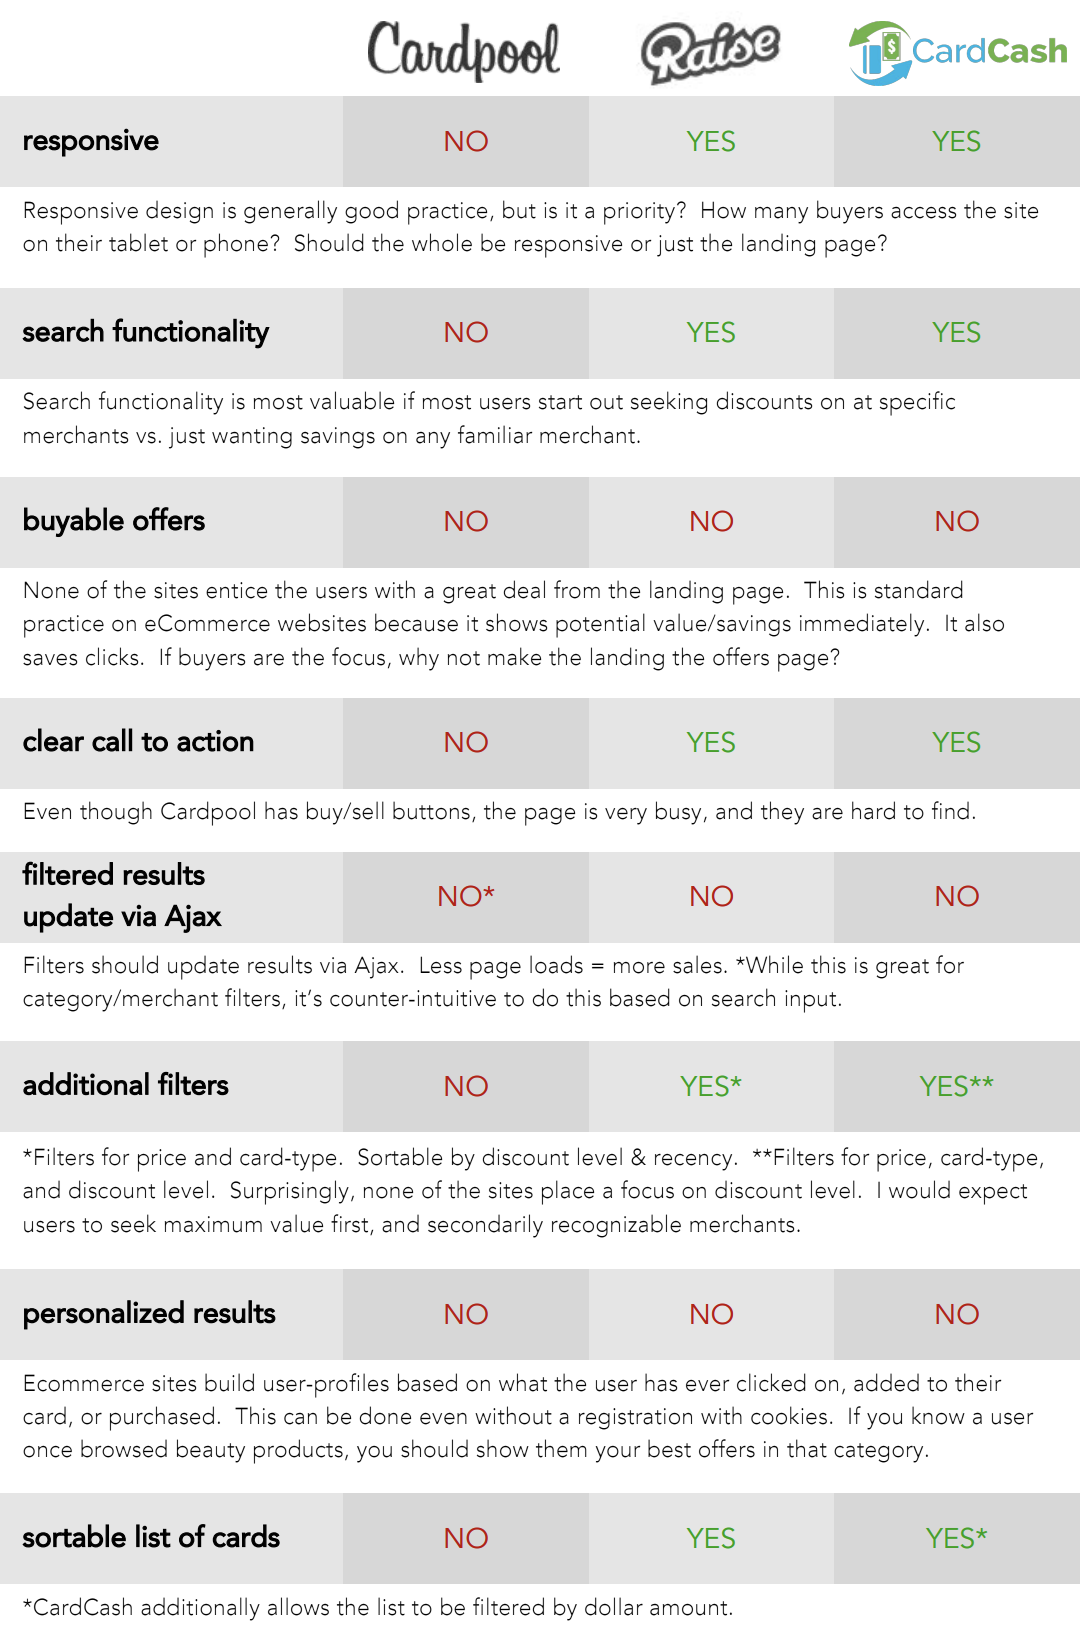 Cardpool Raise CardCash
responsive NO YES YES
Responsive design is generally good practice, but is it a priority?  How many buyers access the site
on their tablet or phone?  Should the whole be responsive or just the landing page?
search functionality NO YES YES
Search functionality is most valuable if most users start out seeking discounts on at specific
merchants vs. just wanting savings on any familiar merchant.
buyable offers NO NO NO
None of the sites entice the users with a great deal from the landing page.  This is standard
practice on eCommerce websites because it shows potential value/savings immediately.  It also
saves clicks.  If buyers are the focus, why not make the landing the offers page?
clear call to action NO YES YES
Even though Cardpool has buy/sell buttons, the page is very busy, and they are hard to find.
filtered results
update via Ajax NO* NO NO
Filters should update results via Ajax.  Less page loads = more sales. *While this is great for
category/merchant filters, it’s counter-intuitive to do this based on search input.
additional filters NO YES* YES**
*Filters for price and card-type.  Sortable by discount level & recency.  **Filters for price, card-type,
and discount level.  Surprisingly, none of the sites place a focus on discount level.  I would expect
users to seek maximum value first, and secondarily recognizable merchants.
personalized results NO NO NO
Ecommerce sites build user-profiles based on what the user has ever clicked on, added to their
card, or purchased.  This can be done even without a registration with cookies.  If you know a user
once browsed beauty products, you should show them your best offers in that category.
sortable list of cards NO YES YES*
*CardCash additionally allows the list to be filtered by dollar amount.